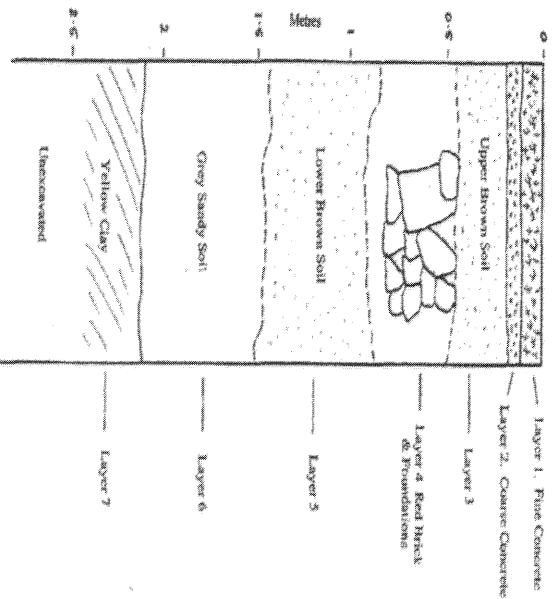 0
0·5
1
1·5
2
2·5
Metres
Upper Brown Soil
Lower Brown Soil
Grey Sandy Soil
Yellow Clay
Unexcavated
Layer 1. Fine Concrete
Layer 2. Coarse Concrete
Layer 3
Layer 4 Red Brick
& Foundations
Layer 5
Layer 6
Layer 7